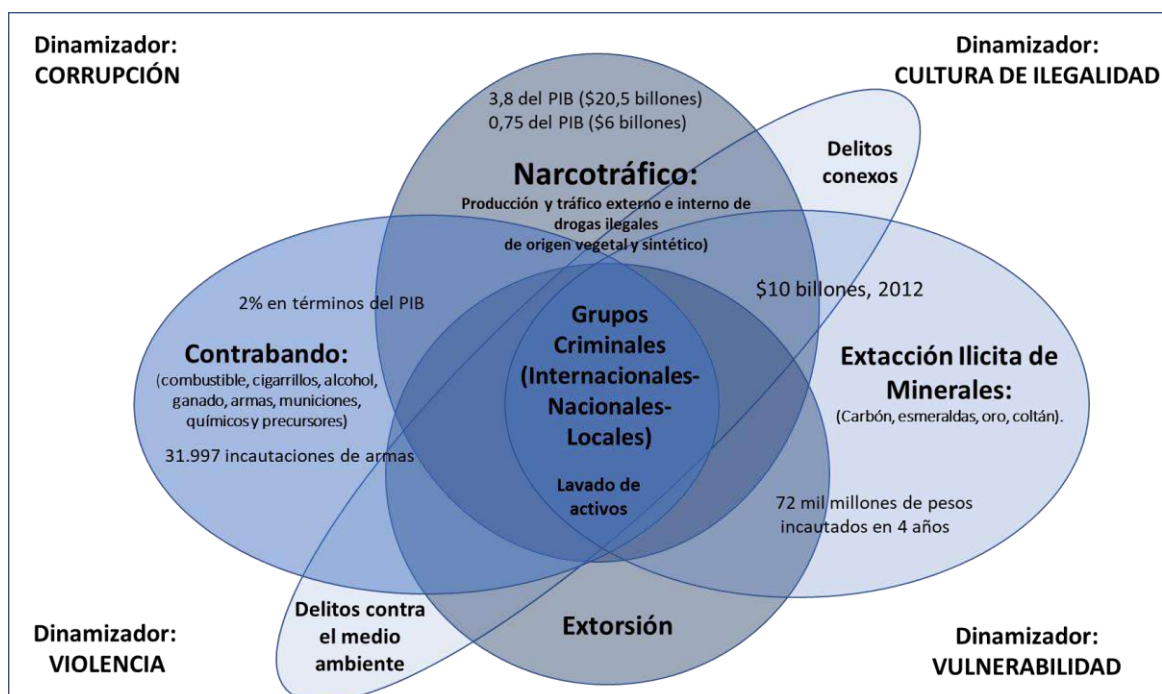 Dinamizador:
CORRUPCIÓN
Dinamizador:
CULTURA DE ILEGALIDAD
3,8 del PIB ($20,5 billones)
0,75 del PIB ($6 billones)
Delitos
conexos
Narcotráfico:
Producción y tráfico externo e interno de
drogas ilegales
de origen vegetal y sintético)
2% en términos del PIB
Contrabando:
(combustible, cigarrillos, alcohol,
ganado, armas, municiones,
químicos y precursores)
31.997 incautaciones de armas
Grupos
Criminales
(Internacionales-
Nacionales-
Locales)
Lavado de
activos
$10 billones, 2012
Extacción Ilicita de
Minerales:
(Carbón, esmeraldas, oro, coltán).
72 mil millones de pesos
incautados en 4 años
Delitos contra
el medio
ambiente
Extorsión
Dinamizador:
VIOLENCIA
Dinamizador:
VULNERABILIDAD